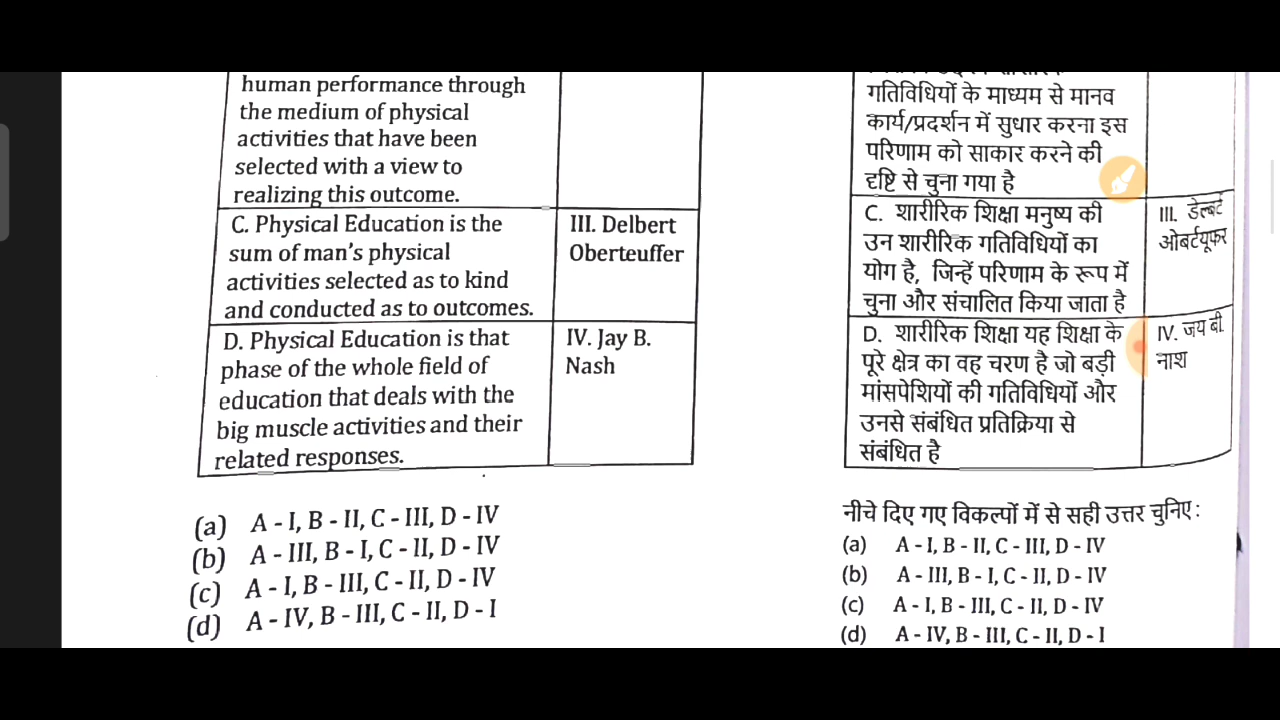 human performance through
the medium of physical
activities that have been
selected with a view to
realizing this outcome.
C. Physical Education is the
sum of man's physical
activities selected as to kind
and conducted as to outcomes.
III. Delbert
Oberteuffer
D. Physical Education is that
phase of the whole field of
education that deals with the
big muscle activities and their
related responses.
IV. Jay B.
Nash
(a) A - I, B - II, C - III, D - IV
(b) A - III, B - I, C - II, D - IV
(c) A - I, B - III, C - II, D - IV
(d) A - IV, B - III, C - II, D - I
गतिविधियों के माध्यम से मानव
कार्य/प्रदर्शन में सुधार करना इस
परिणाम को साकार करने की
दृष्टि से चुना गया है
C. शारीरिक शिक्षा मनुष्य की
उन शारीरिक गतिविधियों का
योग है, जिन्हें परिणाम के रूप में
चुना और संचालित किया जाता है
III. डेल्बर्ट
ओबर्टयूफर
D. शारीरिक शिक्षा यह शिक्षा के
पूरे क्षेत्र का वह चरण है जो बड़ी
मांसपेशियों की गतिविधियों और
उनसे संबंधित प्रतिक्रिया से
संबंधित है
IV. जय बी
नाश
नीचे दिए गए विकल्पों में से सही उत्तर चुनिए :
(a) A - I, B - II, C - III, D - IV
(b) A - III, B - I, C - II, D - IV
(c) A - I, B - III, C - II, D - IV
(d) A - IV, B - III, C - II, D - I